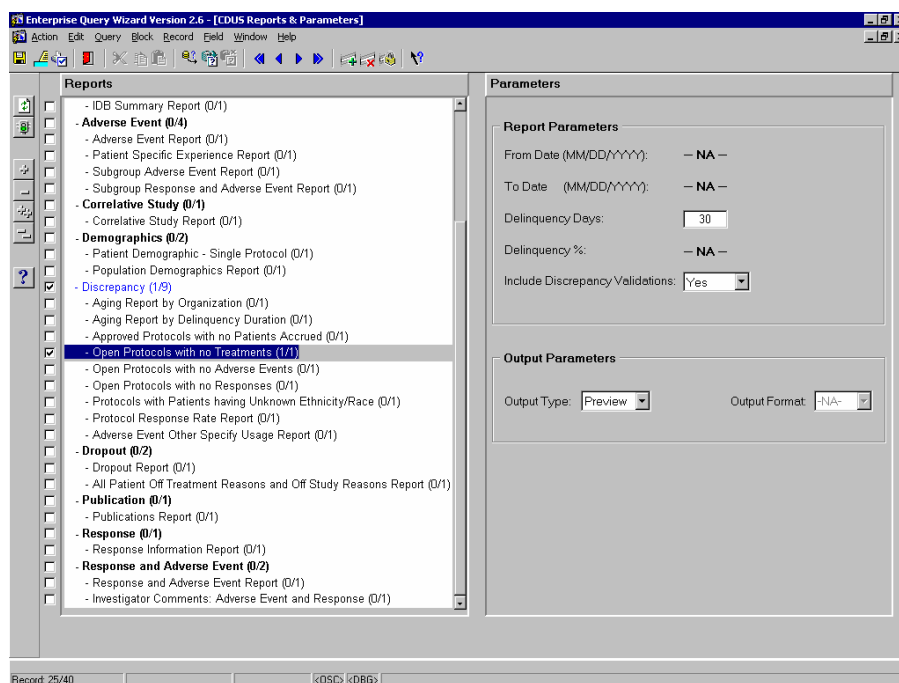 Enterprise Query Wizard Version 2.6 - [CDUS Reports & Parameters]
Action Edit Query Block Record Field Window Help
Reports
- IDB Summary Report (0/1)
- Adverse Event (0/4)
- Adverse Event Report (0/1)
- Patient Specific Experience Report (0/1)
- Subgroup Adverse Event Report (0/1)
- Subgroup Response and Adverse Event Report (0/1)
- Correlative Study (0/1)
- Correlative Study Report (0/1)
- Demographics (0/2)
- Patient Demographic - Single Protocol (0/1)
- Population Demographics Report (0/1)
- Discrepancy (1/9)
- Aging Report by Organization (0/1)
- Aging Report by Delinquency Duration (0/1)
- Approved Protocols with no Patients Accrued (0/1)
- Open Protocols with no Treatments (1/1)
- Open Protocols with no Adverse Events (0/1)
- Open Protocols with no Responses (0/1)
- Protocols with Patients having Unknown Ethnicity/Race (0/1)
- Protocol Response Rate Report (0/1)
- Adverse Event Other Specify Usage Report (0/1)
- Dropout (0/2)
- Dropout Report (0/1)
- All Patient Off Treatment Reasons and Off Study Reasons Report (0/1)
- Publication (0/1)
- Publications Report (0/1)
- Response (0/1)
- Response Information Report (0/1)
- Response and Adverse Event (0/2)
- Response and Adverse Event Report (0/1)
- Investigator Comments: Adverse Event and Response (0/1)
Parameters
Report Parameters
From Date (MM/DD/YYYY): -- NA --
To Date (MM/DD/YYYY): -- NA --
Delinquency Days: 30
Delinquency %: -- NA --
Include Discrepancy Validations: Yes
Output Parameters
Output Type: Preview Output Format: -NA-
Record: 25/40 <OSC> <DBG>